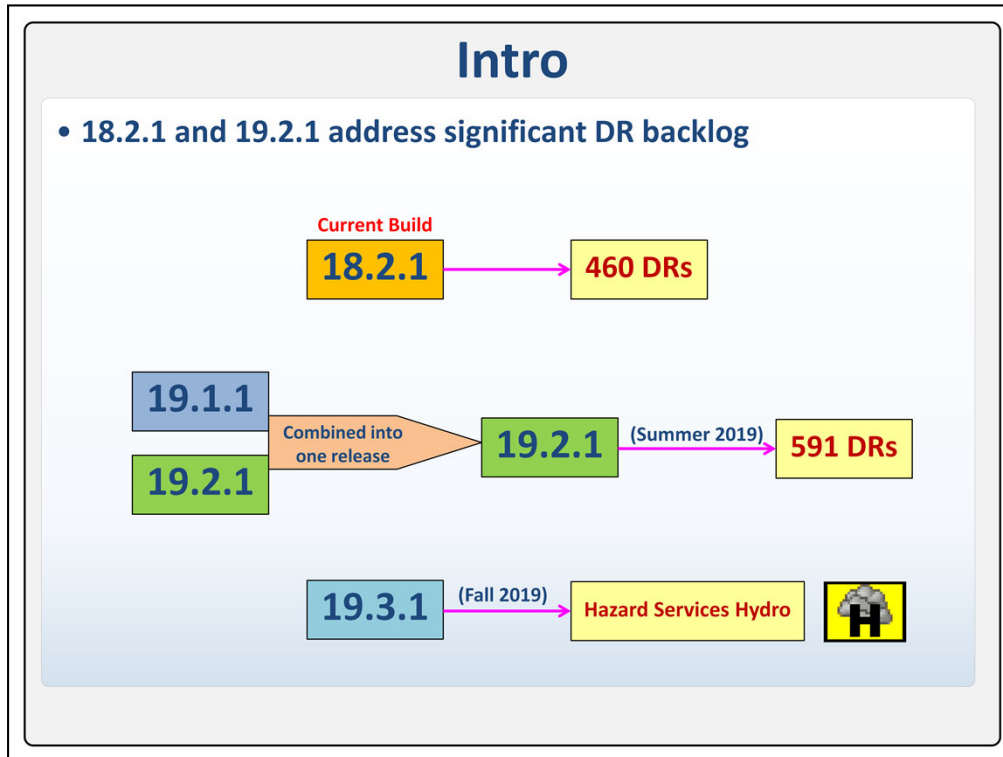 Intro
• 18.2.1 and 19.2.1 address significant DR backlog
Current Build
18.2.1
460 DRs
19.1.1
19.2.1
Combined into
one release
19.2.1
(Summer 2019)
591 DRs
19.3.1
(Fall 2019)
Hazard Services Hydro
H